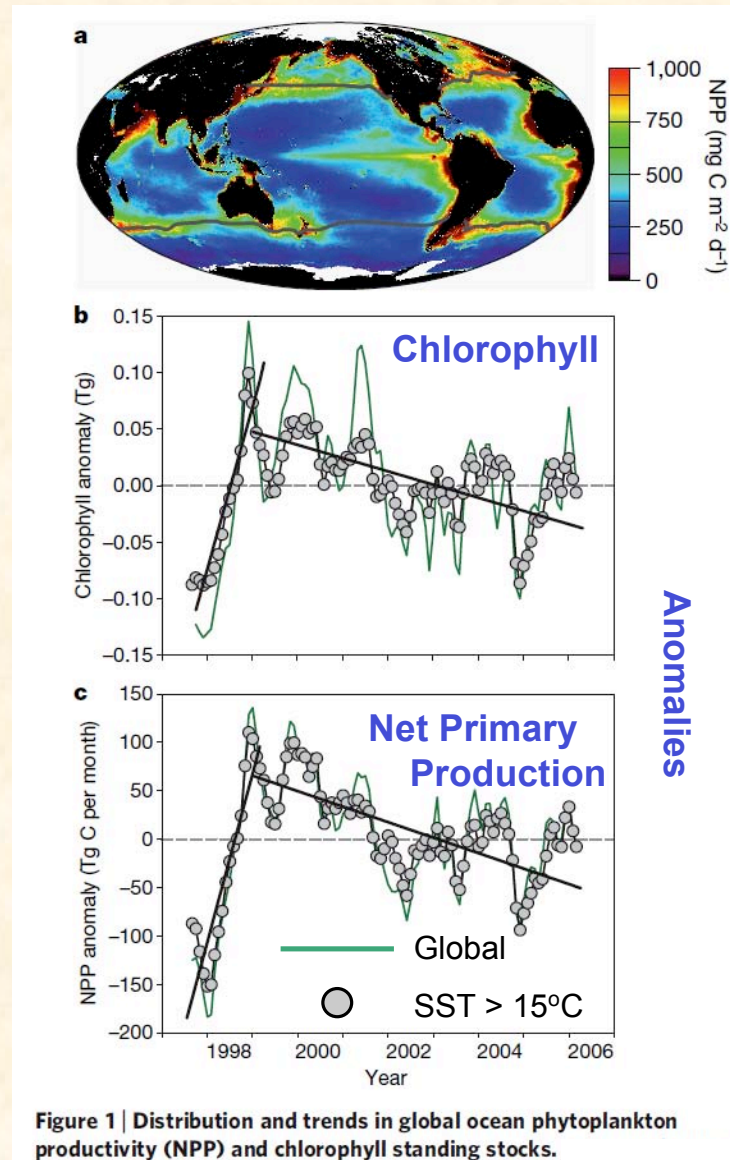 a
1,000
750
500
250
0
NPP (mg C m⁻² d⁻¹)
b
Chlorophyll
0.15
0.10
0.05
0.00
−0.05
−0.10
−0.15
Chlorophyll anomaly (Tg)
Anomalies
c
Net Primary
Production
150
100
50
0
−50
−100
−150
−200
NPP anomaly (Tg C per month)
Global
SST > 15°C
1998 2000 2002 2004 2006
Year
Figure 1 | Distribution and trends in global ocean phytoplankton
productivity (NPP) and chlorophyll standing stocks.